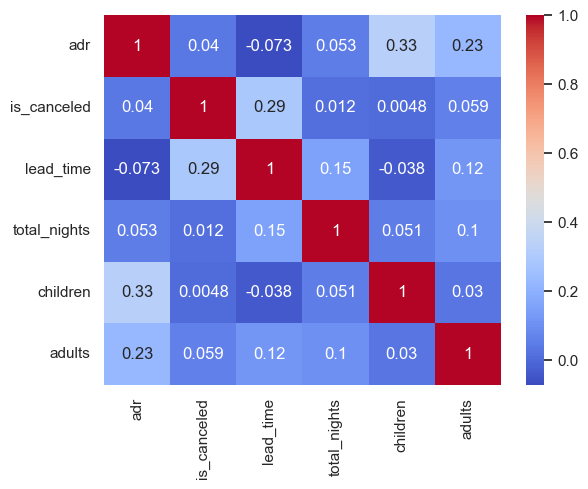 adr 1 0.04 -0.073 0.053 0.33 0.23
is_canceled 0.04 1 0.29 0.012 0.0048 0.059
lead_time -0.073 0.29 1 0.15 -0.038 0.12
total_nights 0.053 0.012 0.15 1 0.051 0.1
children 0.33 0.0048 -0.038 0.051 1 0.03
adults 0.23 0.059 0.12 0.1 0.03 1
adr
is_canceled
lead_time
total_nights
children
adults
1.0
0.8
0.6
0.4
0.2
0.0